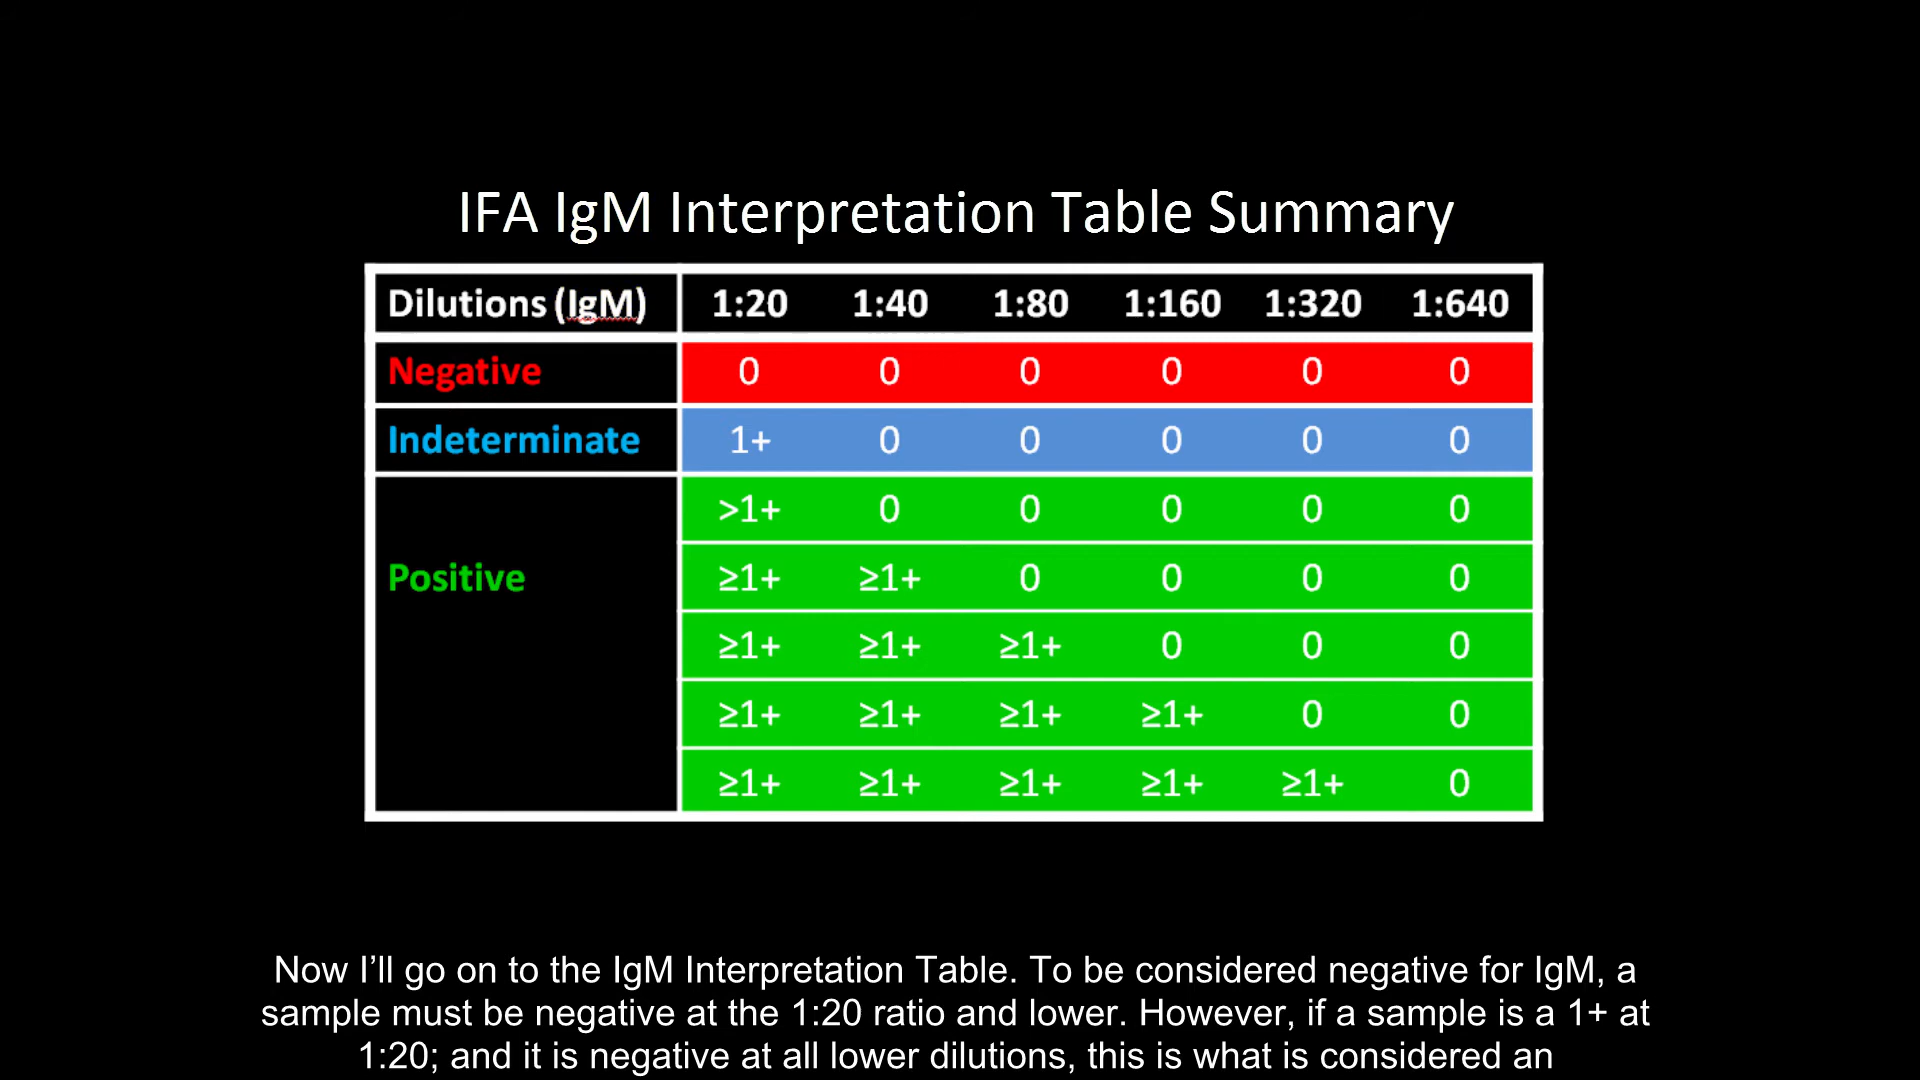 IFA IgM Interpretation Table Summary
Dilutions (IgM) 1:20 1:40 1:80 1:160 1:320 1:640
Negative 0 0 0 0 0 0
Indeterminate 1+ 0 0 0 0 0
>1+ 0 0 0 0 0
Positive ≥1+ ≥1+ 0 0 0 0
≥1+ ≥1+ ≥1+ 0 0 0
≥1+ ≥1+ ≥1+ ≥1+ 0 0
≥1+ ≥1+ ≥1+ ≥1+ ≥1+ 0
Now I’ll go on to the IgM Interpretation Table. To be considered negative for IgM, a
sample must be negative at the 1:20 ratio and lower. However, if a sample is a 1+ at
1:20; and it is negative at all lower dilutions, this is what is considered an